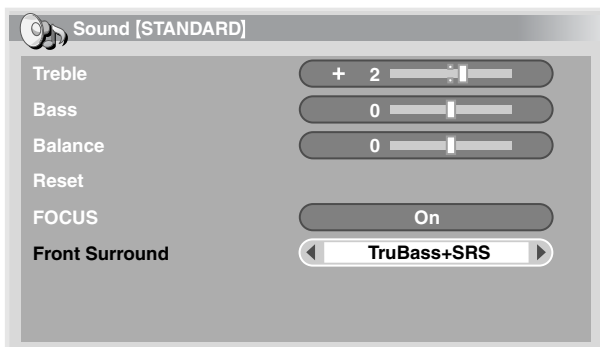 Sound [STANDARD]
Treble + 2
Bass 0
Balance 0
Reset
FOCUS On
Front Surround TruBass+SRS